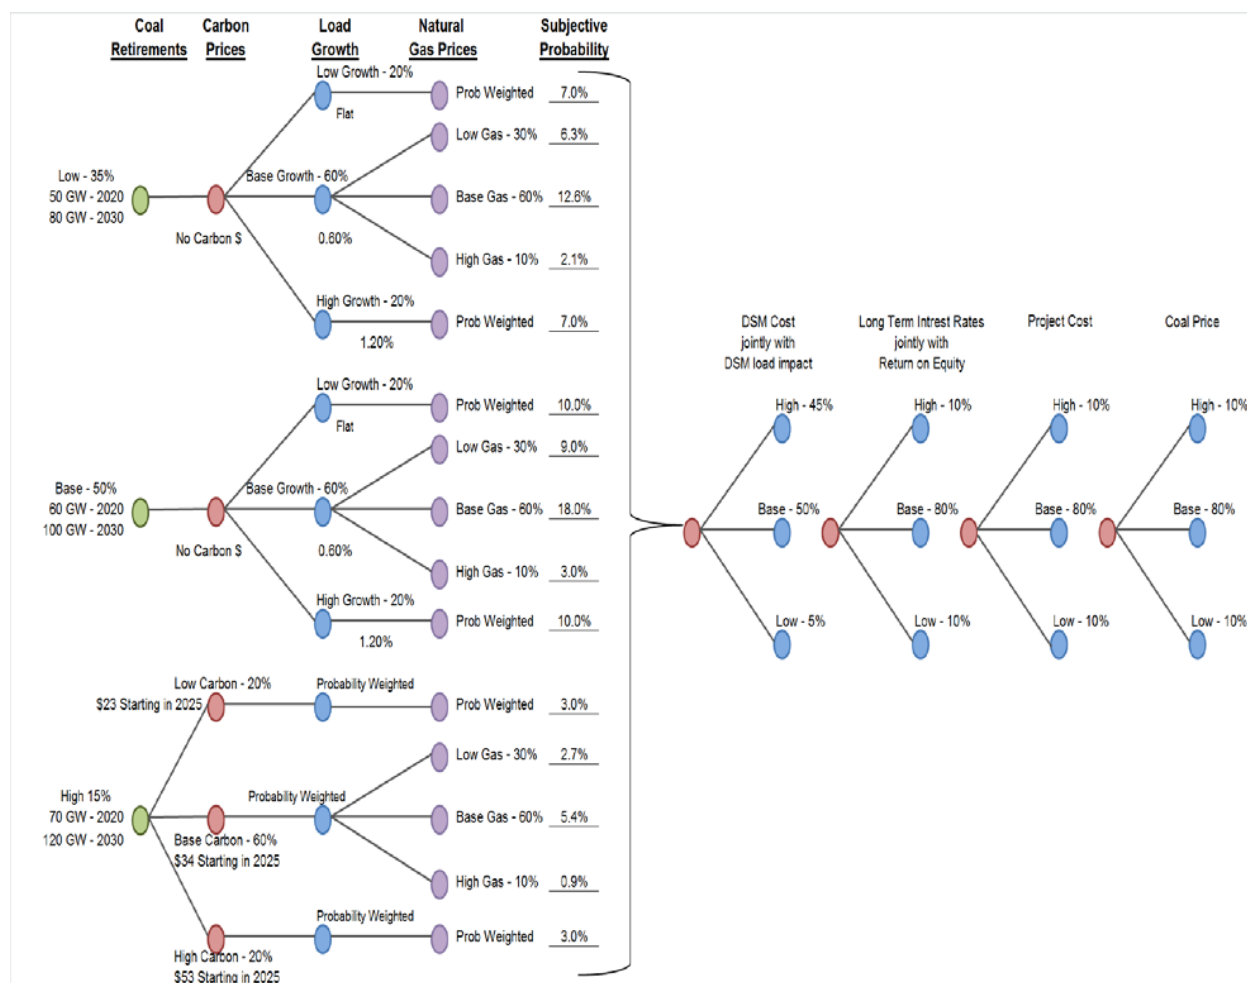 Coal
Retirements
Carbon
Prices
Load
Growth
Natural
Gas Prices
Subjective
Probability
Low Growth - 20%
Flat
Prob Weighted
7.0%
Low Gas - 30%
6.3%
Low - 35%
50 GW - 2020
80 GW - 2030
Base Growth - 60%
Base Gas - 60%
12.6%
No Carbon $
0.60%
High Gas - 10%
2.1%
High Growth - 20%
1.20%
Prob Weighted
7.0%
Low Growth - 20%
Flat
Prob Weighted
10.0%
Low Gas - 30%
9.0%
Base - 50%
60 GW - 2020
100 GW - 2030
Base Growth - 60%
Base Gas - 60%
18.0%
No Carbon $
0.60%
High Gas - 10%
3.0%
High Growth - 20%
1.20%
Prob Weighted
10.0%
Low Carbon - 20%
$23 Starting in 2025
Probability Weighted
Prob Weighted
3.0%
Low Gas - 30%
2.7%
High 15%
70 GW - 2020
120 GW - 2030
Probability Weighted
Base Carbon - 60%
$34 Starting in 2025
Base Gas - 60%
5.4%
High Gas - 10%
0.9%
Probability Weighted
High Carbon - 20%
$53 Starting in 2025
Prob Weighted
3.0%
DSM Cost
jointly with
DSM load impact
High - 45%
Base - 50%
Low - 5%
Long Term Intrest Rates
jointly with
Return on Equity
High - 10%
Base - 80%
Low - 10%
Project Cost
High - 10%
Base - 80%
Low - 10%
Coal Price
High - 10%
Base - 80%
Low - 10%